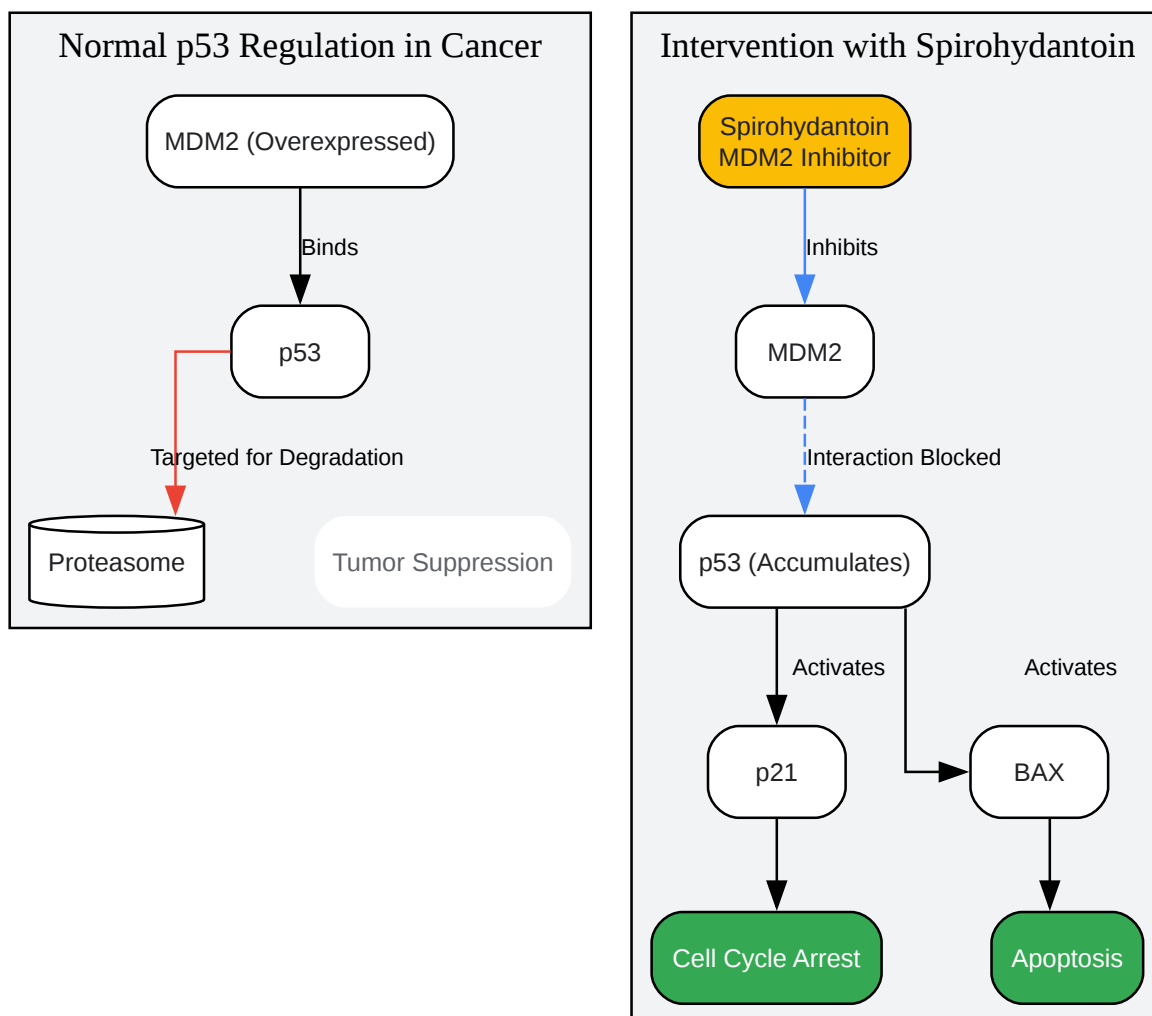 Normal p53 Regulation in Cancer
MDM2 (Overexpressed)
Binds
p53
Targeted for Degradation
Proteasome
Tumor Suppression
Intervention with Spirohydantoin
Spirohydantoin
MDM2 Inhibitor
Inhibits
MDM2
Interaction Blocked
p53 (Accumulates)
Activates
Activates
p21
BAX
Cell Cycle Arrest
Apoptosis